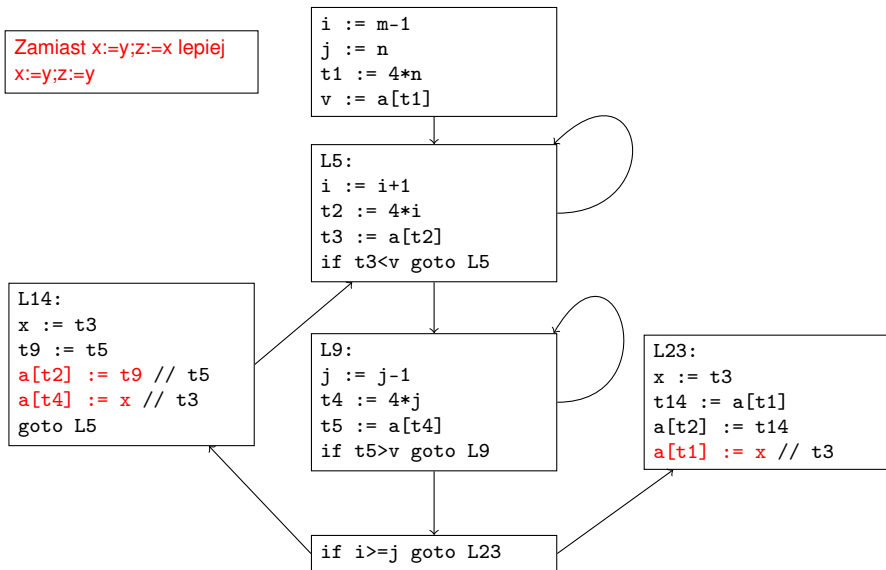 Zamiast x:=y;z:=x lepiej
x:=y;z:=y
i := m-1
j := n
t1 := 4*n
v := a[t1]
L5:
i := i+1
t2 := 4*i
t3 := a[t2]
if t3<v goto L5
L14:
x := t3
t9 := t5
a[t2] := t9 // t5
a[t4] := x // t3
goto L5
L9:
j := j-1
t4 := 4*j
t5 := a[t4]
if t5>v goto L9
L23:
x := t3
t14 := a[t1]
a[t2] := t14
a[t1] := x // t3
if i>=j goto L23